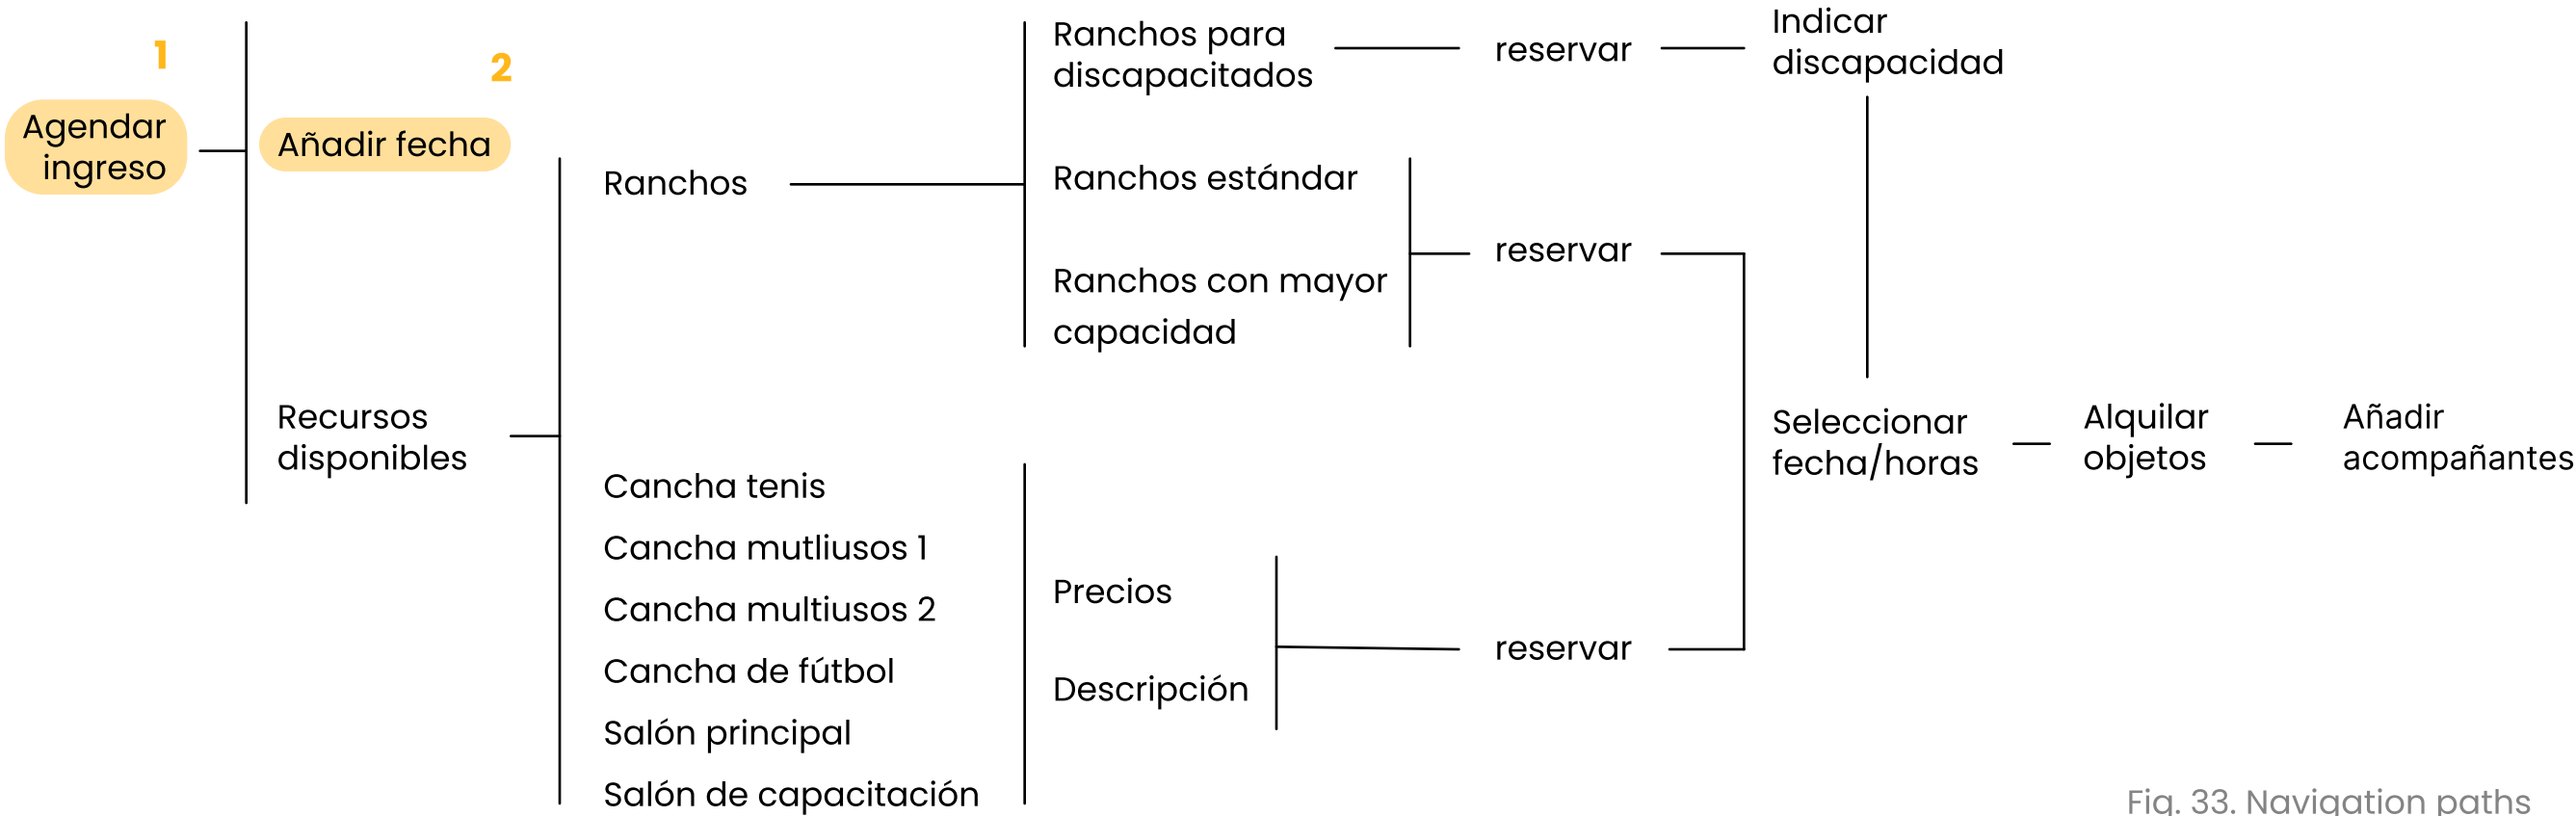 1
Agendar
ingreso
2
Añadir fecha
Recursos
disponibles
Ranchos
Cancha tenis
Cancha mutliusos 1
Cancha multiusos 2
Cancha de fútbol
Salón principal
Salón de capacitación
Ranchos para
discapacitados
Ranchos estándar
Ranchos con mayor
capacidad
Precios
Descripción
reservar
reservar
reservar
Indicar
discapacidad
Seleccionar
fecha/horas
Alquilar
objetos
Añadir
acompañantes
Fig. 33. Navigation paths